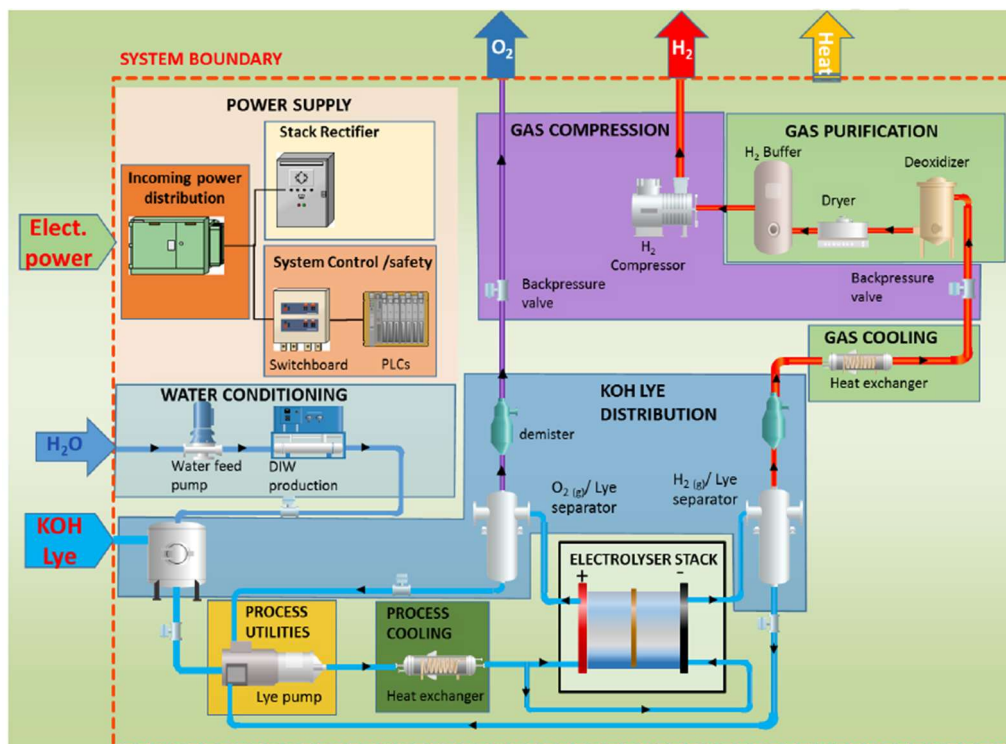 O2
H2
Heat
SYSTEM BOUNDARY
POWER SUPPLY
Stack Rectifier
Incoming power
distribution
Elect.
power
System Control /safety
Switchboard
PLCs
GAS COMPRESSION
GAS PURIFICATION
H2 Buffer
Deoxidizer
Dryer
H2
Compressor
Backpressure
valve
Backpressure
valve
GAS COOLING
Heat exchanger
WATER CONDITIONING
H2O
Water feed
pump
DIW
production
KOH LYE
DISTRIBUTION
demister
O2 (g)/ Lye
separator
H2 (g)/ Lye
separator
KOH
Lye
ELECTROLYSER STACK
+
-
PROCESS
UTILITIES
Lye pump
PROCESS
COOLING
Heat exchanger